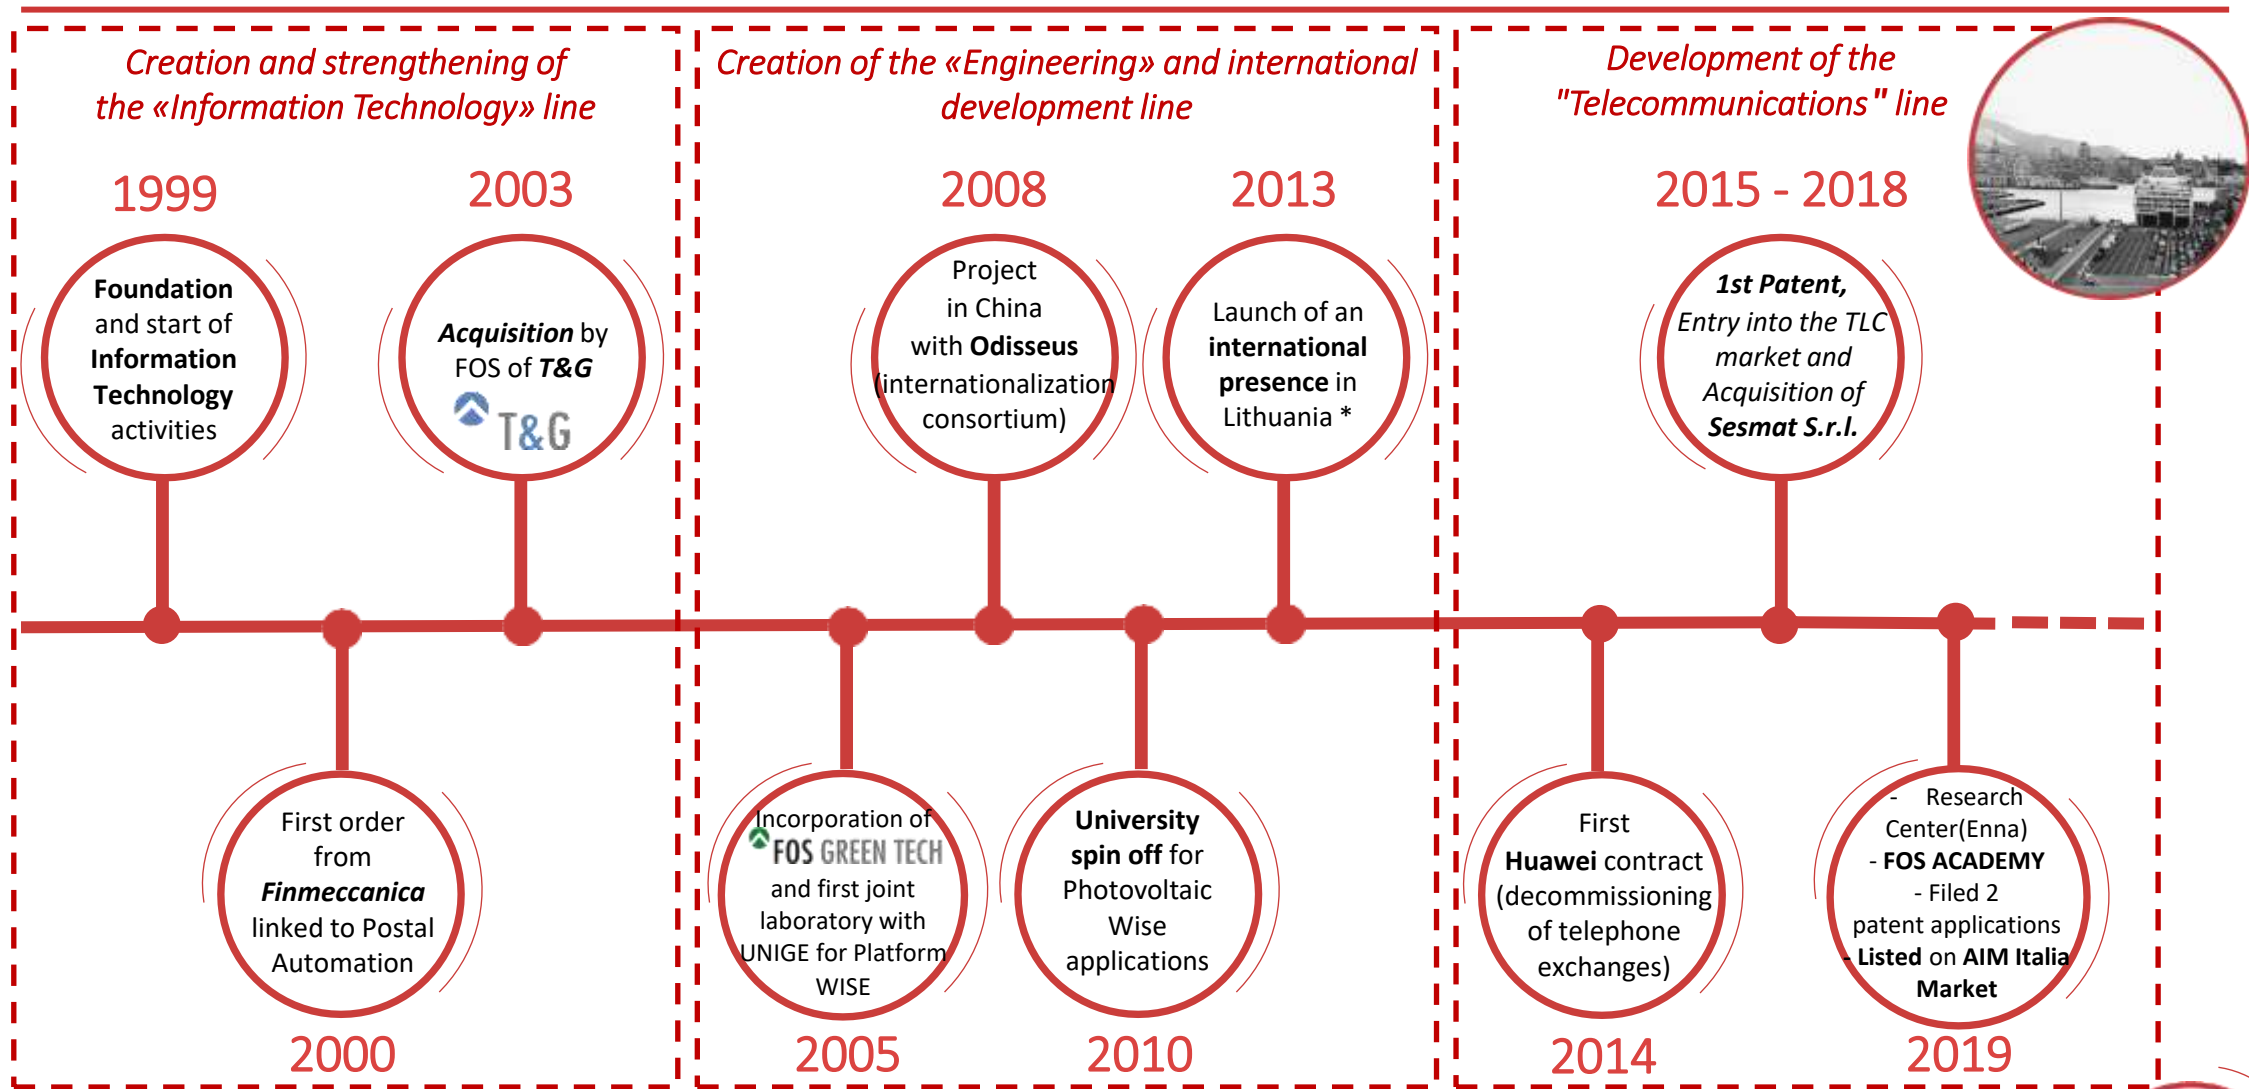 Creation and strengthening of
the «Information Technology» line
1999
2003
Foundation
and start of
Information
Technology
activities
Acquisition by
FOS of T&G
T&G
First order
from
Finmeccanica
linked to Postal
Automation
2000
Creation of the «Engineering» and international
development line
2008
2013
Project
in China
with Odisseus
(internationalization
consortium)
Launch of an
international
presence in
Lithuania *
Incorporation of
FOS GREEN TECH
and first joint
laboratory with
UNIGE for Platform
WISE
2005
University
spin off for
Photovoltaic
Wise
applications
2010
Development of the
"Telecommunications" line
2015 - 2018
1st Patent,
Entry into the TLC
market and
Acquisition of
Sesmat S.r.l.
First
Huawei contract
(decommissioning
of telephone
exchanges)
2014
- Research
Center(Enna)
- FOS ACADEMY
- Filed 2
patent applications
- Listed on AIM Italia
Market
2019